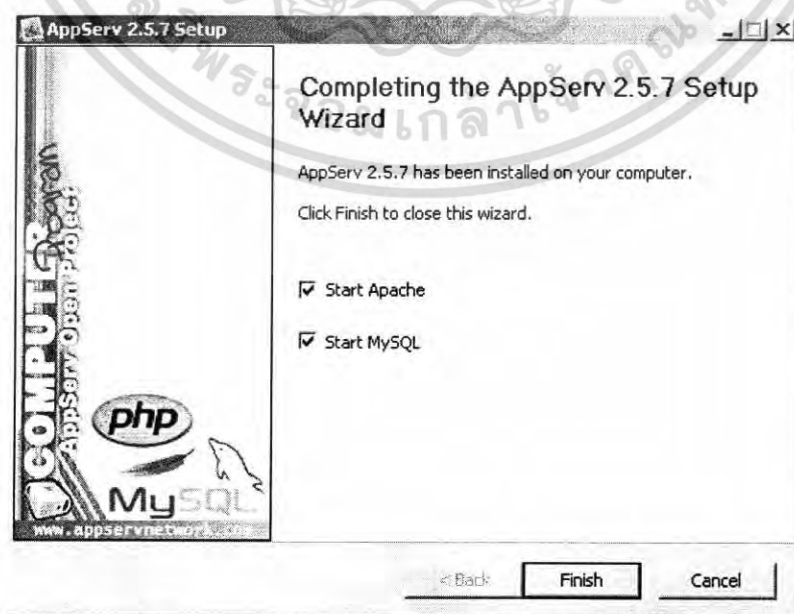 AppServ 2.5.7 Setup
Completing the AppServ 2.5.7 Setup
Wizard
AppServ 2.5.7 has been installed on your computer.
Click Finish to close this wizard.
Start Apache
Start MySQL
COMPUTER
Program
AppServ Open Project
php
MySQL
www.appservnetwork.com
< Back
Finish
Cancel